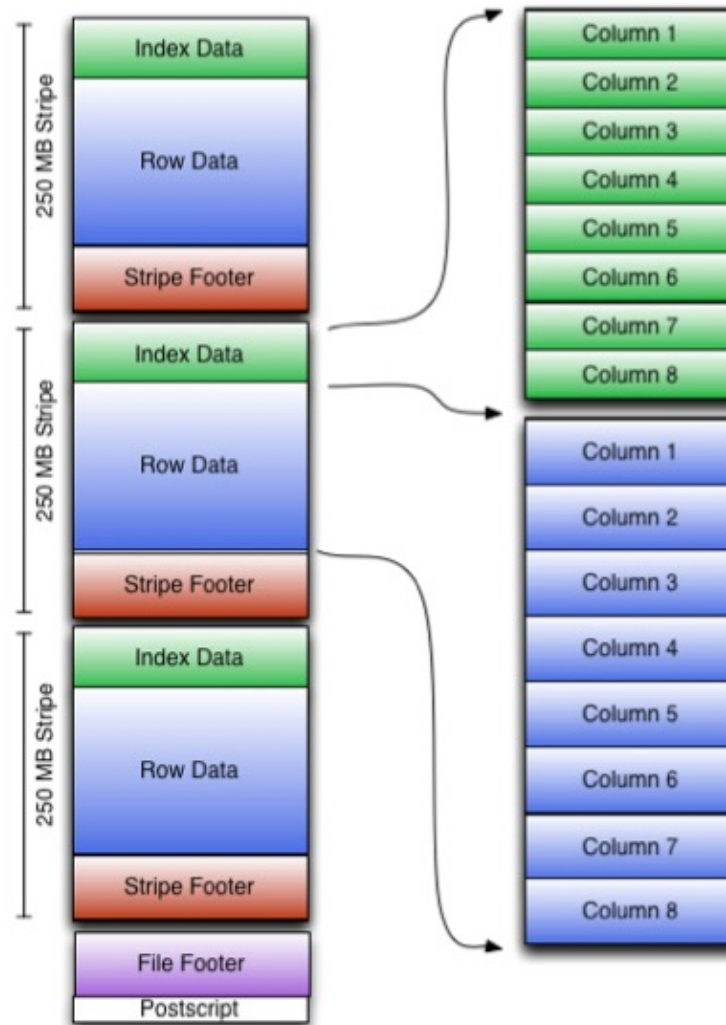 250 MB Stripe
Index Data
Row Data
Stripe Footer
250 MB Stripe
Index Data
Row Data
Stripe Footer
250 MB Stripe
Index Data
Row Data
Stripe Footer
File Footer
Postscript
Column 1
Column 2
Column 3
Column 4
Column 5
Column 6
Column 7
Column 8
Column 1
Column 2
Column 3
Column 4
Column 5
Column 6
Column 7
Column 8